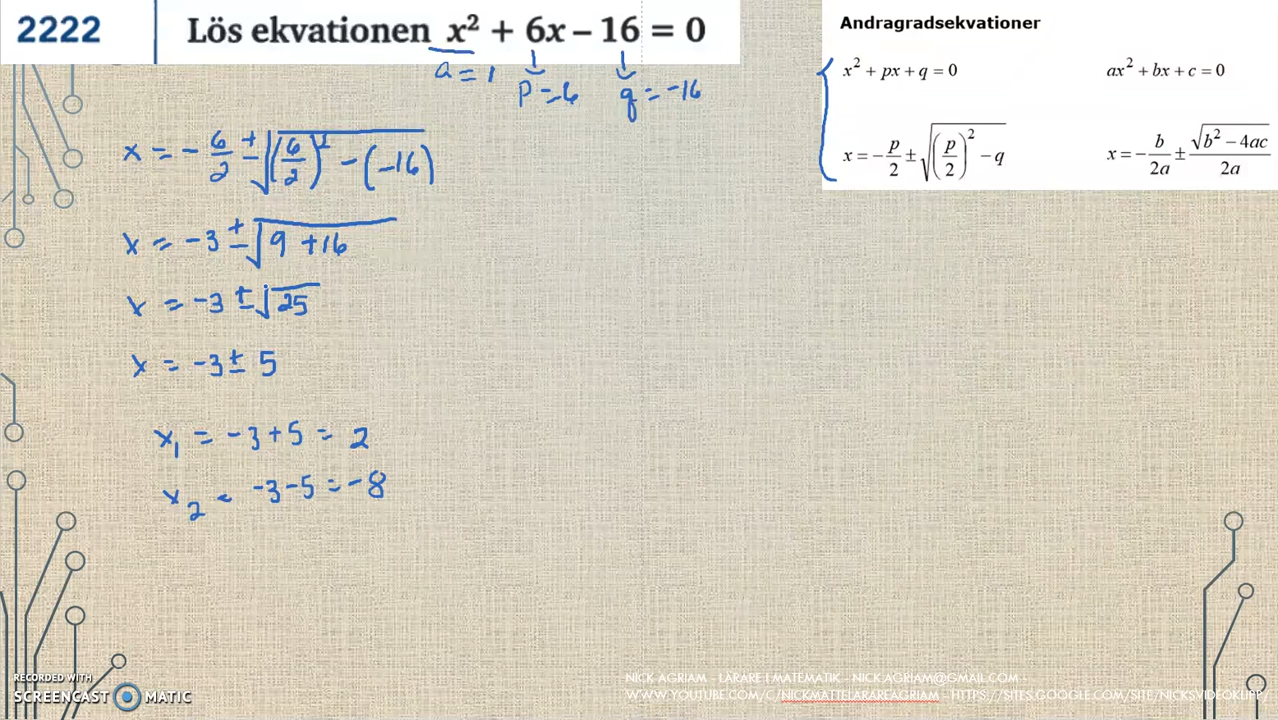 2222 Lös ekvationen x² + 6x – 16 = 0
a = 1 p = 6 q = -16
x = - 6/2 ± √((6/2)² - (-16))
x = -3 ± √(9 + 16)
x = -3 ± √25
x = -3 ± 5
x₁ = -3 + 5 = 2
x₂ = -3 - 5 = -8
Andragradsekvationer
x² + px + q = 0 ax² + bx + c = 0
x = - p/2 ± √((p/2)² - q) x = - b/2a ± √(b² - 4ac)/2a
RECORDED WITH
SCREENCAST MATIC
NICK AGRIAM - LÄRARE I MATEMATIK - NICK.AGRIAM@GMAIL.COM -
WWW.YOUTUBE.COM/C/NICKMATTELARAREAGRIAM - HTTPS://SITES.GOOGLE.COM/SITE/NICKSVIDEOKLIPP/